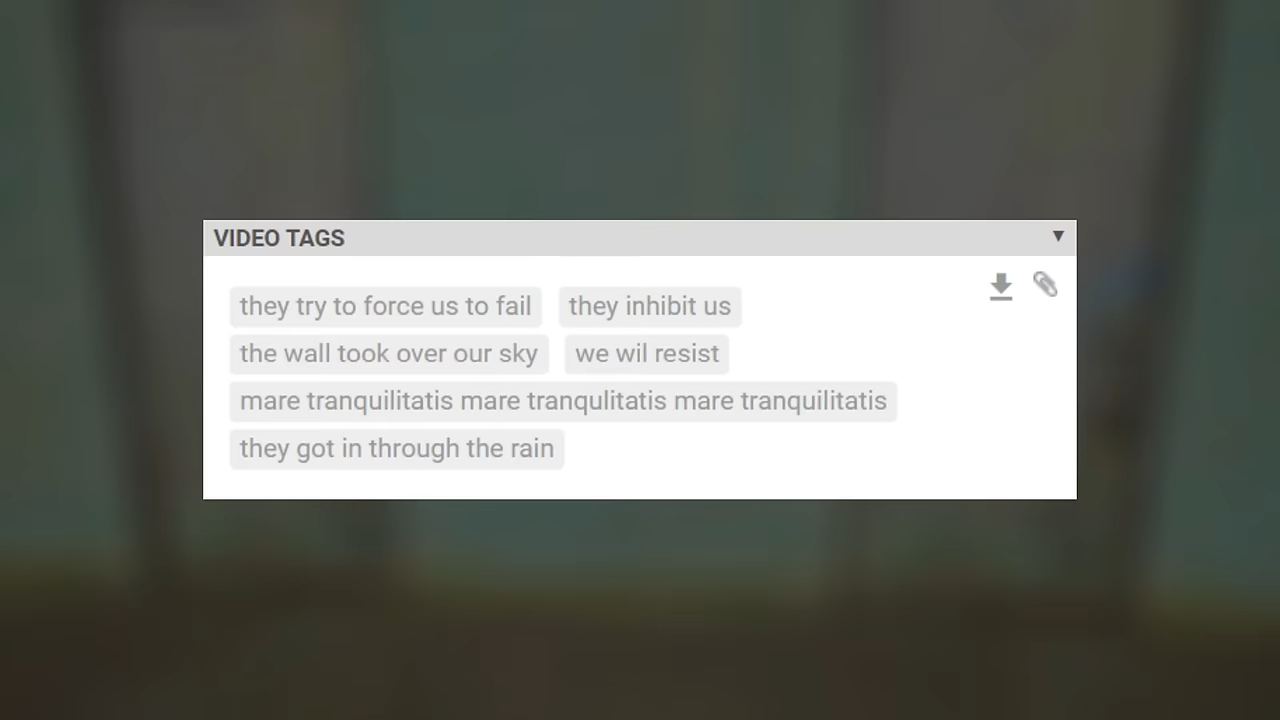 VIDEO TAGS
they try to force us to fail they inhibit us
the wall took over our sky we wil resist
mare tranquilitatis mare tranqulitatis mare tranquilitatis
they got in through the rain